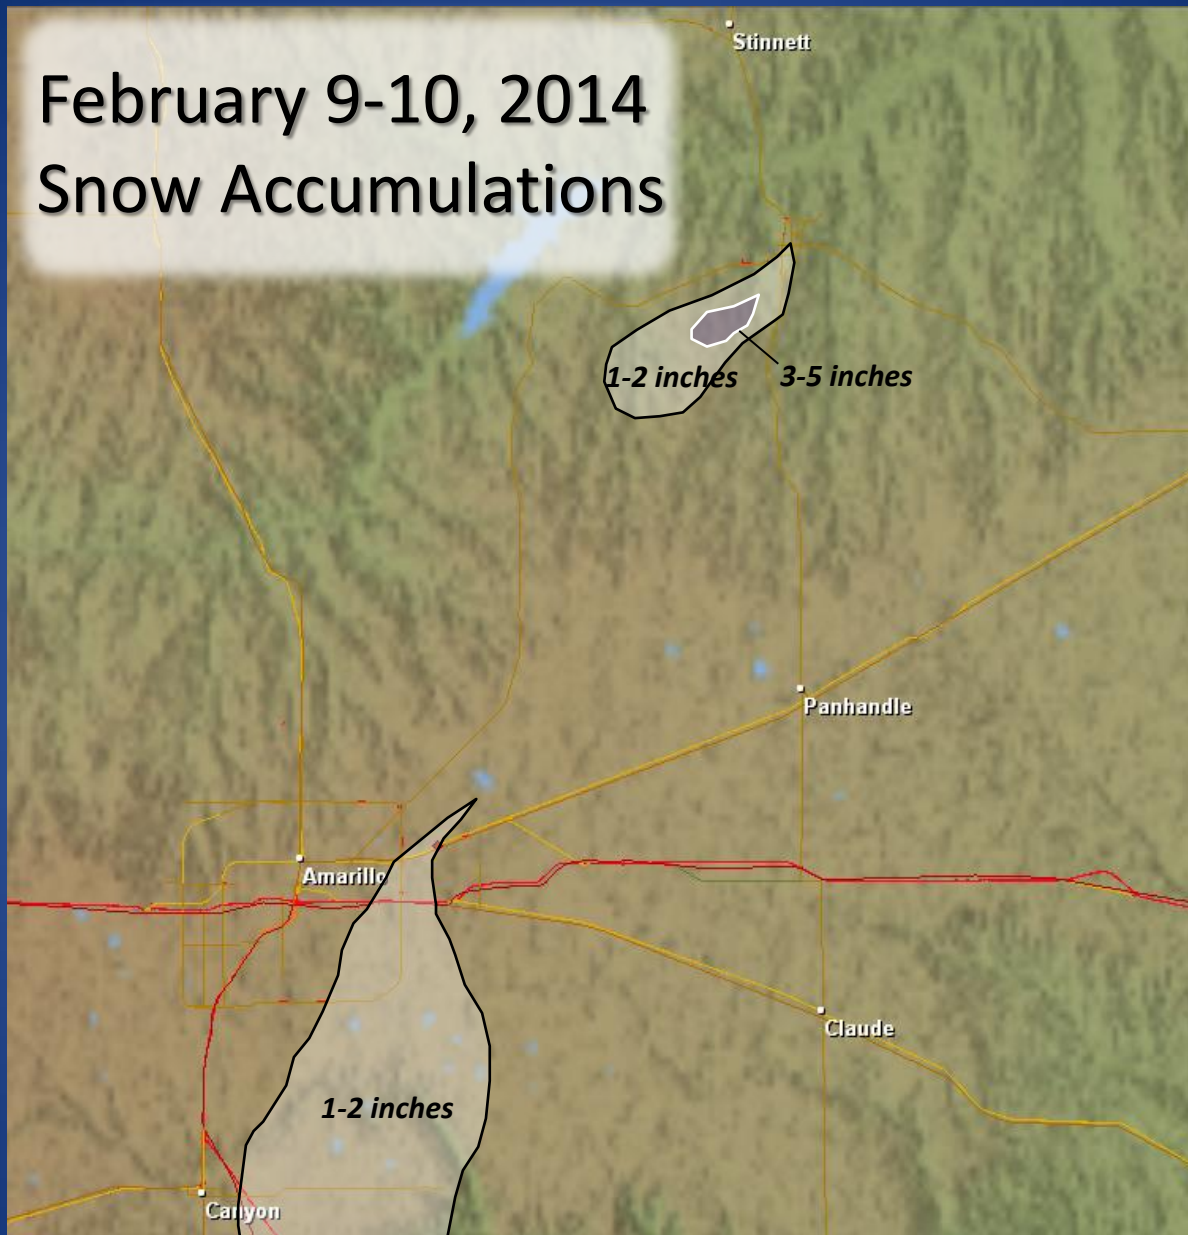 February 9-10, 2014
Snow Accumulations
Stinnett
1-2 inches
3-5 inches
Panhandle
Amarillo
Claude
1-2 inches
Canyon